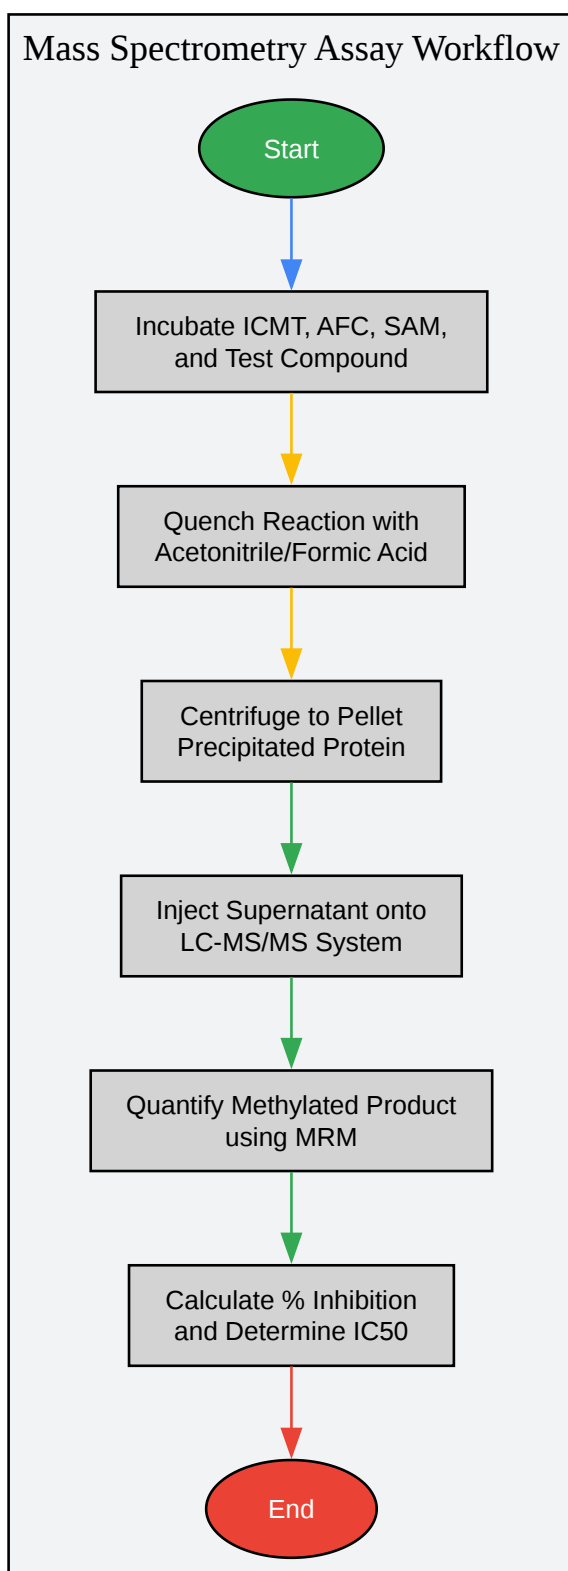 Mass Spectrometry Assay Workflow
Start
Incubate ICMT, AFC, SAM,
and Test Compound
Quench Reaction with
Acetonitrile/Formic Acid
Centrifuge to Pellet
Precipitated Protein
Inject Supernatant onto
LC-MS/MS System
Quantify Methylated Product
using MRM
Calculate % Inhibition
and Determine IC50
End